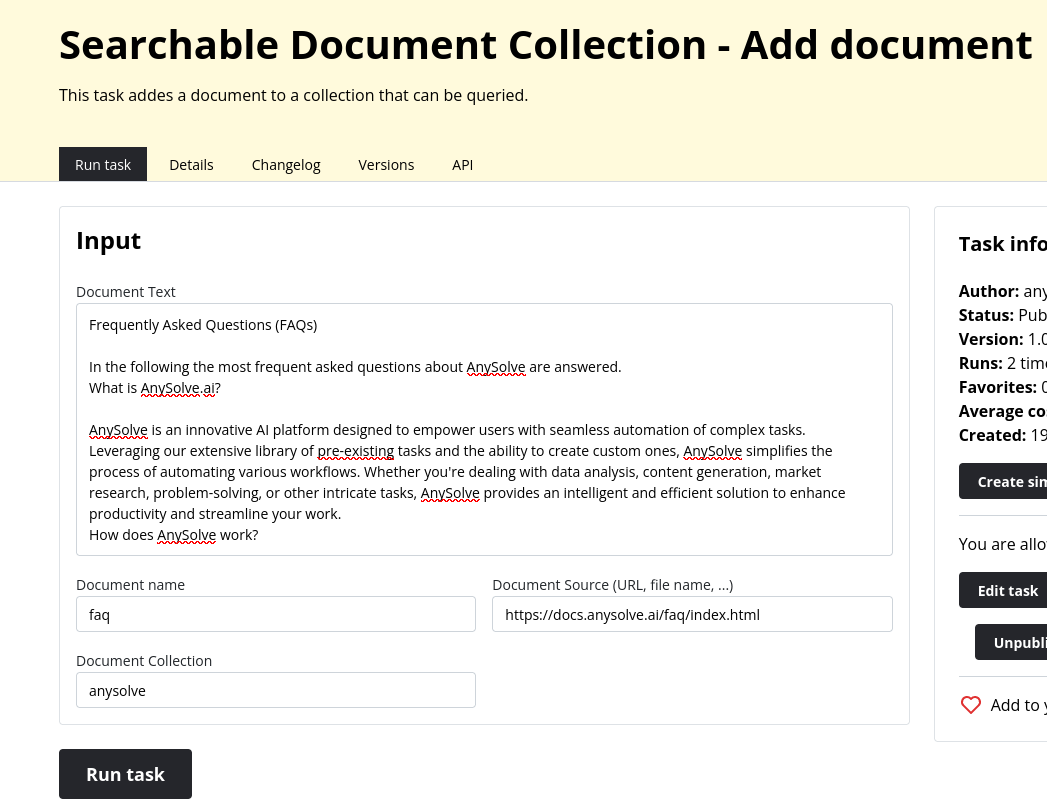 Searchable Document Collection - Add document
This task addes a document to a collection that can be queried.
Run task Details Changelog Versions API
Input
Document Text
Frequently Asked Questions (FAQs)
In the following the most frequent asked questions about AnySolve are answered.
What is AnySolve.ai?
AnySolve is an innovative AI platform designed to empower users with seamless automation of complex tasks.
Leveraging our extensive library of pre-existing tasks and the ability to create custom ones, AnySolve simplifies the
process of automating various workflows. Whether you're dealing with data analysis, content generation, market
research, problem-solving, or other intricate tasks, AnySolve provides an intelligent and efficient solution to enhance
productivity and streamline your work.
How does AnySolve work?
Document name
faq
Document Source (URL, file name, ...)
https://docs.anysolve.ai/faq/index.html
Document Collection
anysolve
Run task
Task info
Author: any
Status: Pub
Version: 1.0
Runs: 2 tim
Favorites: 0
Average co
Created: 19
Create sim
You are allo
Edit task
Unpubli
Add to y